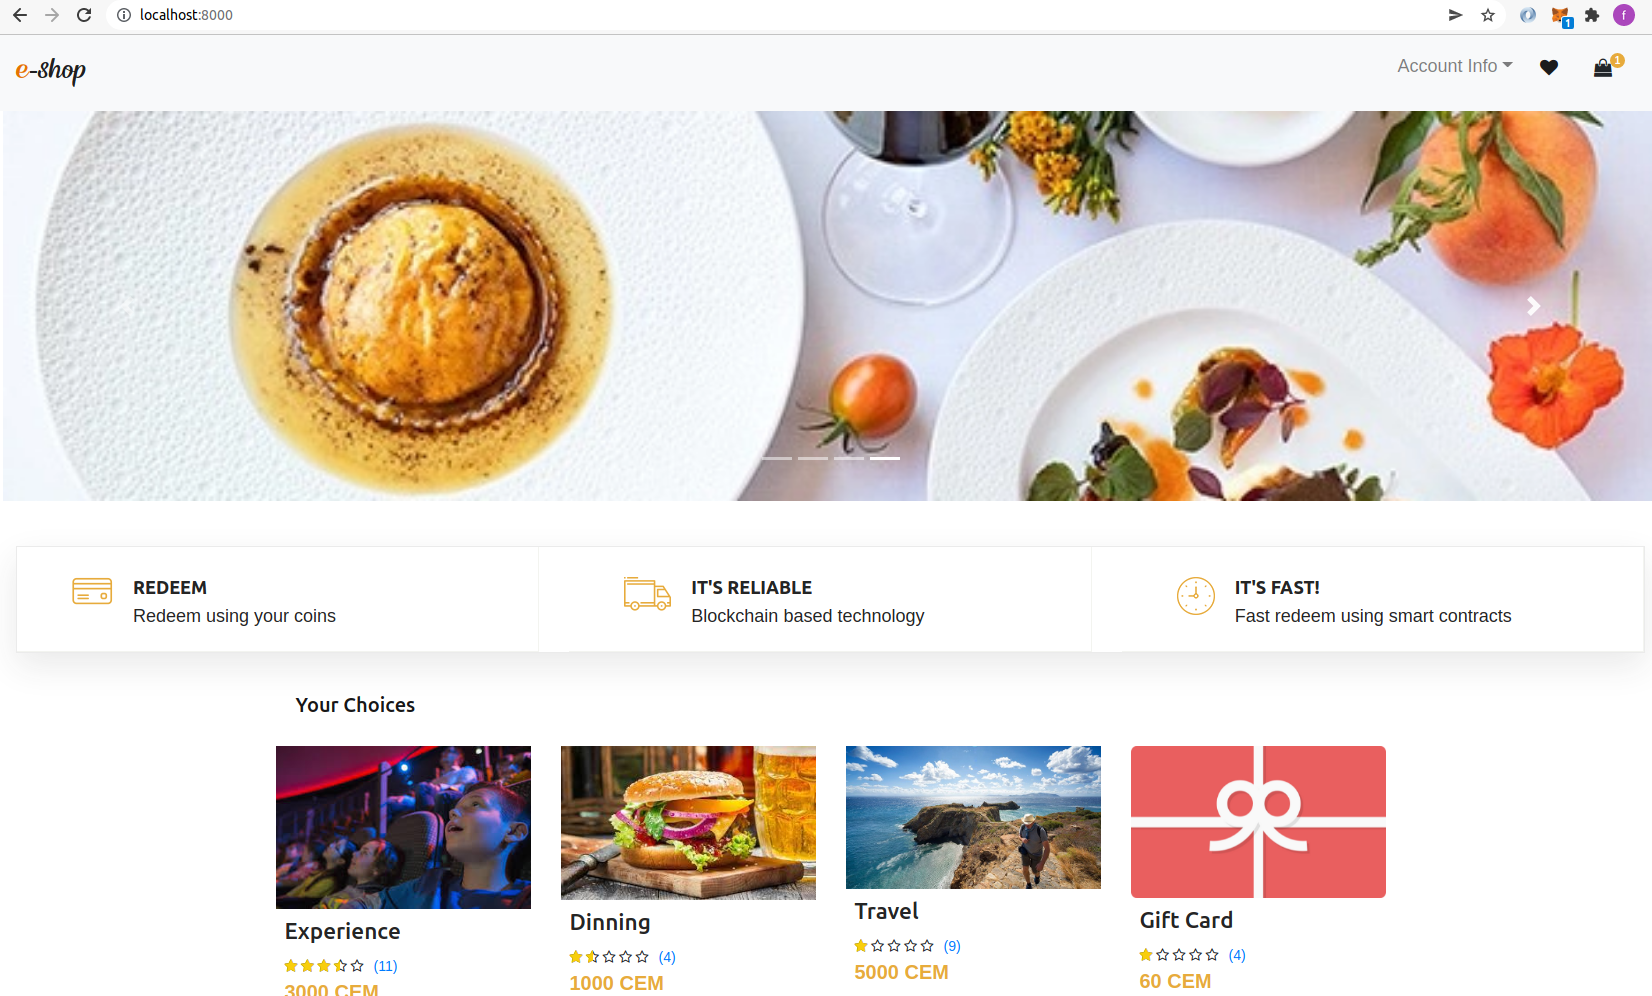 localhost:8000
1
f
e-shop
Account Info
1
REDEEM
Redeem using your coins
IT'S RELIABLE
Blockchain based technology
IT'S FAST!
Fast redeem using smart contracts
Your Choices
Experience
(11)
3000 CEM
Dinning
(4)
1000 CEM
Travel
(9)
5000 CEM
Gift Card
(4)
60 CEM